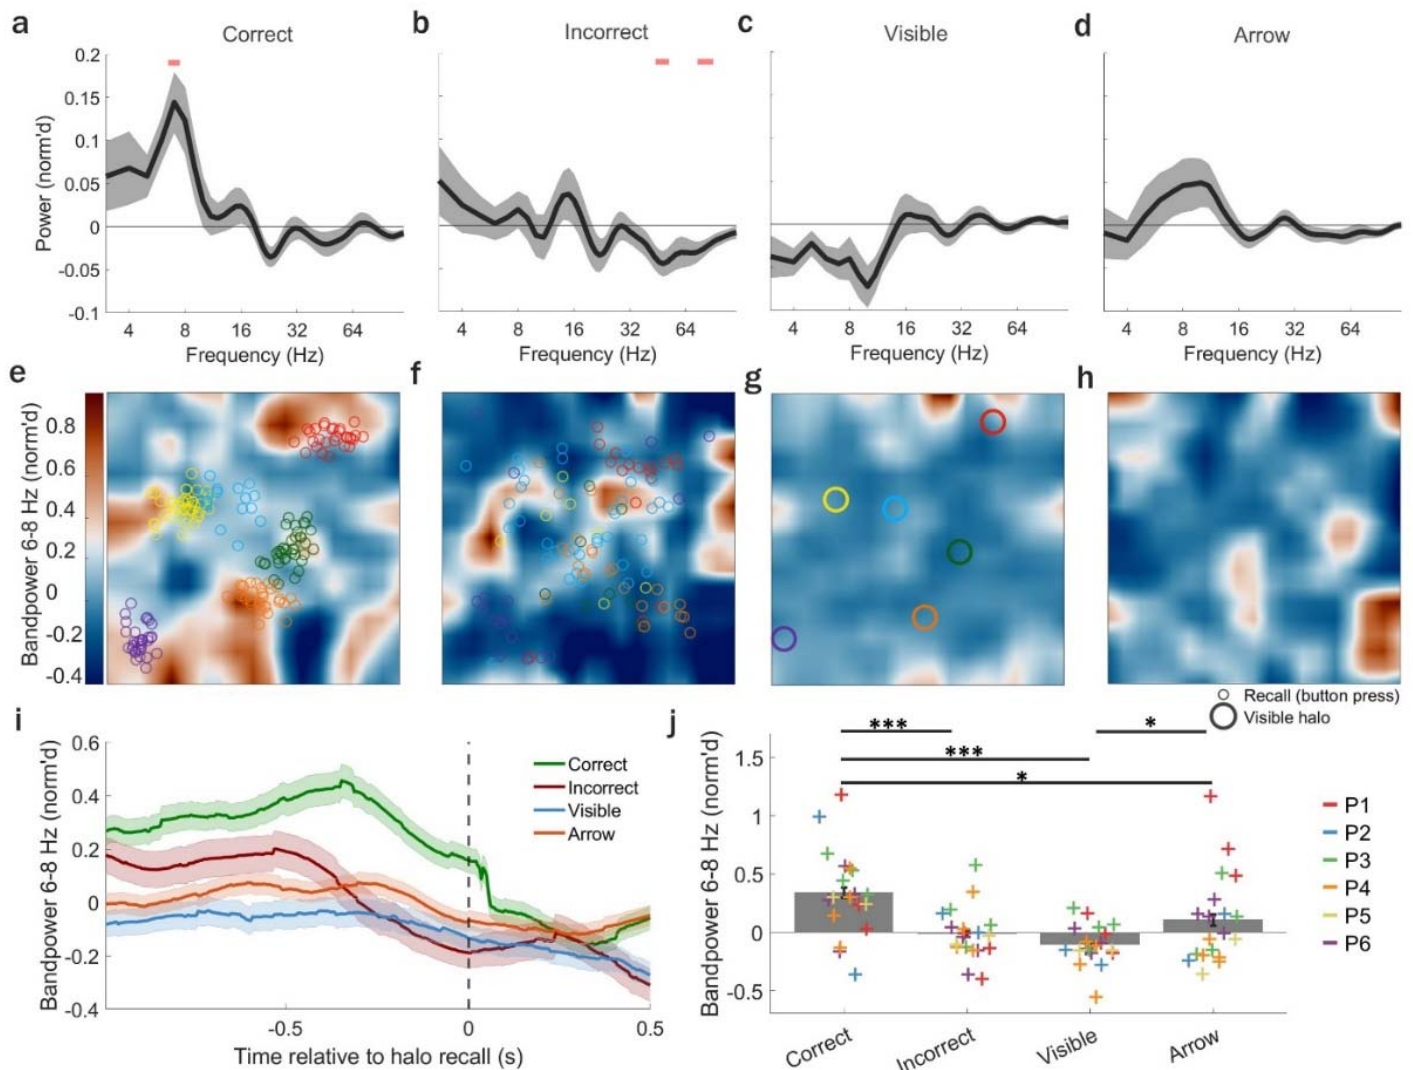 a
Correct
b
Incorrect
c
Visible
d
Arrow
Power (norm'd)
0.2
0.15
0.1
0.05
0
-0.05
-0.1
4 8 16 32 64
Frequency (Hz)
4 8 16 32 64
Frequency (Hz)
4 8 16 32 64
Frequency (Hz)
4 8 16 32 64
Frequency (Hz)
e
f
g
h
Bandpower 6-8 Hz (norm'd)
0.8
0.6
0.4
0.2
0
-0.2
-0.4
Recall (button press)
Visible halo
i
Bandpower 6-8 Hz (norm'd)
0.6
0.4
0.2
0
-0.2
-0.4
Correct
Incorrect
Visible
Arrow
-0.5 0 0.5
Time relative to halo recall (s)
j
Bandpower 6-8 Hz (norm'd)
1.5
1
0.5
0
-0.5
***
*
***
*
P1
P2
P3
P4
P5
P6
Correct
Incorrect
Visible
Arrow